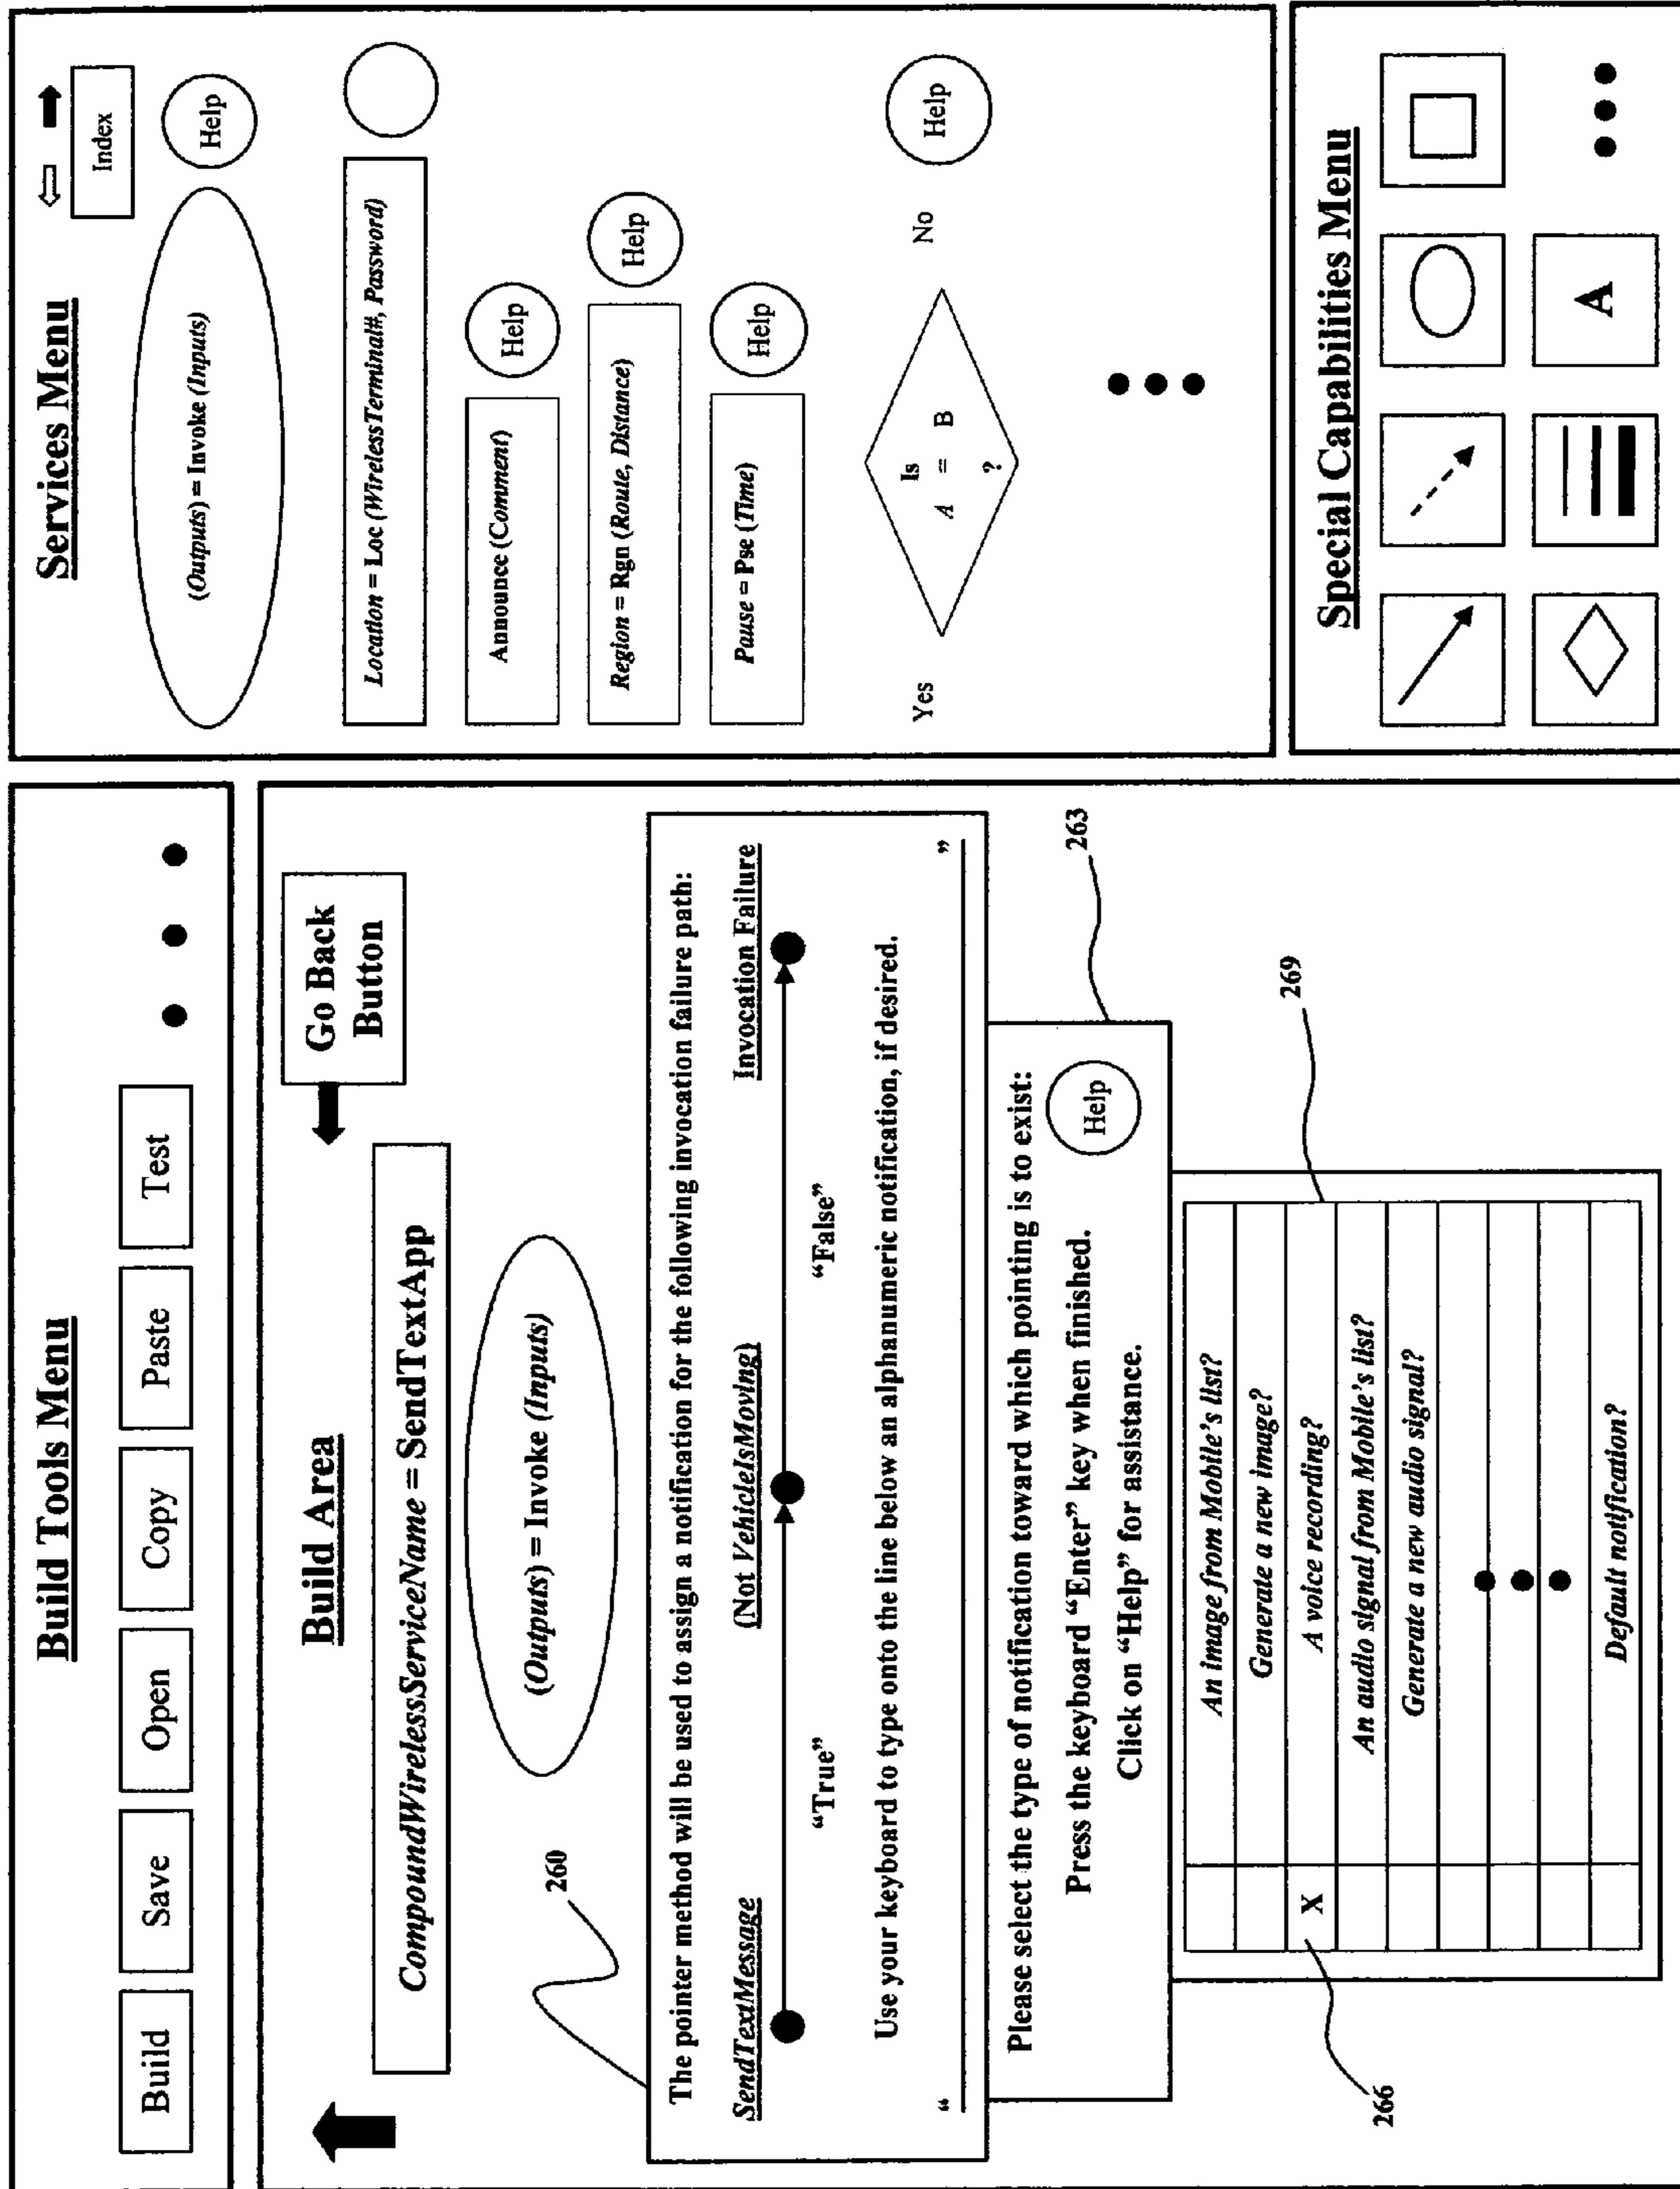 Build Tools Menu
Build
Save
Open
Copy
Paste
Test
Build Area
Go Back
Button
CompoundWirelessServiceName = SendTextApp
(Outputs) = Invoke (Inputs)
260
The pointer method will be used to assign a notification for the following invocation failure path:
SendTextMessage
(Not VehicleIsMoving)
Invocation Failure
“True”
“False”
Use your keyboard to type onto the line below an alphanumeric notification, if desired.
“ ”
Please select the type of notification toward which pointing is to exist:
Press the keyboard “Enter” key when finished.
Click on “Help” for assistance.
Help
263
An image from Mobile’s list?
Generate a new image?
X A voice recording?
An audio signal from Mobile’s list?
Generate a new audio signal?
Default notification?
266
269
Services Menu
Index
(Outputs) = Invoke (Inputs)
Help
Location = Loc (WirelessTerminal#, Password)
Announce (Comment)
Help
Region = Rgn (Route, Distance)
Help
Pause = Pse (Time)
Help
Yes
Is
A = B
?
No
Help
Special Capabilities Menu
A